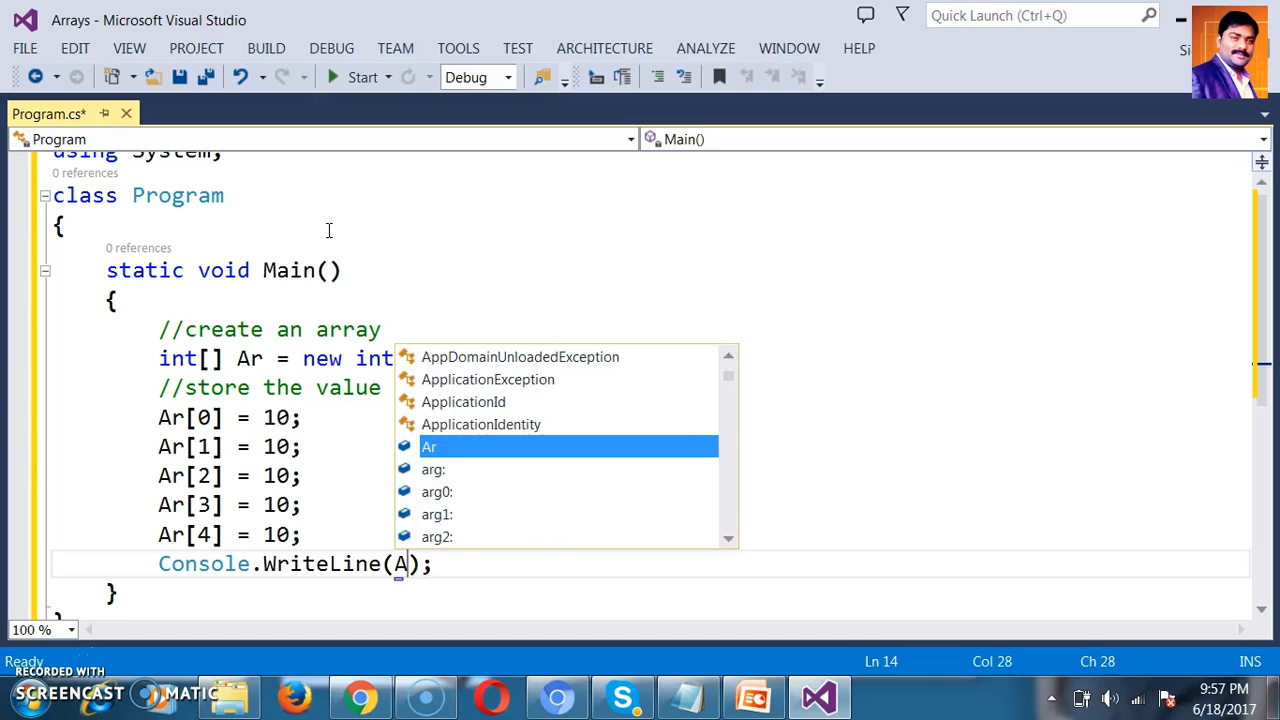 Arrays - Microsoft Visual Studio
Quick Launch (Ctrl+Q)
FILE EDIT VIEW PROJECT BUILD DEBUG TEAM TOOLS TEST ARCHITECTURE ANALYZE WINDOW HELP
Si
Start Debug
Program.cs*
Program Main()
using System;
0 references
class Program
{
0 references
static void Main()
{
//create an array
int[] Ar = new int
//store the value
Ar[0] = 10;
Ar[1] = 10;
Ar[2] = 10;
Ar[3] = 10;
Ar[4] = 10;
Console.WriteLine(A);
}
}
AppDomainUnloadedException
ApplicationException
ApplicationId
ApplicationIdentity
Ar
arg:
arg0:
arg1:
arg2:
100 %
Ready Ln 14 Col 28 Ch 28 INS
RECORDED WITH
SCREENCAST MATIC
9:57 PM
6/18/2017